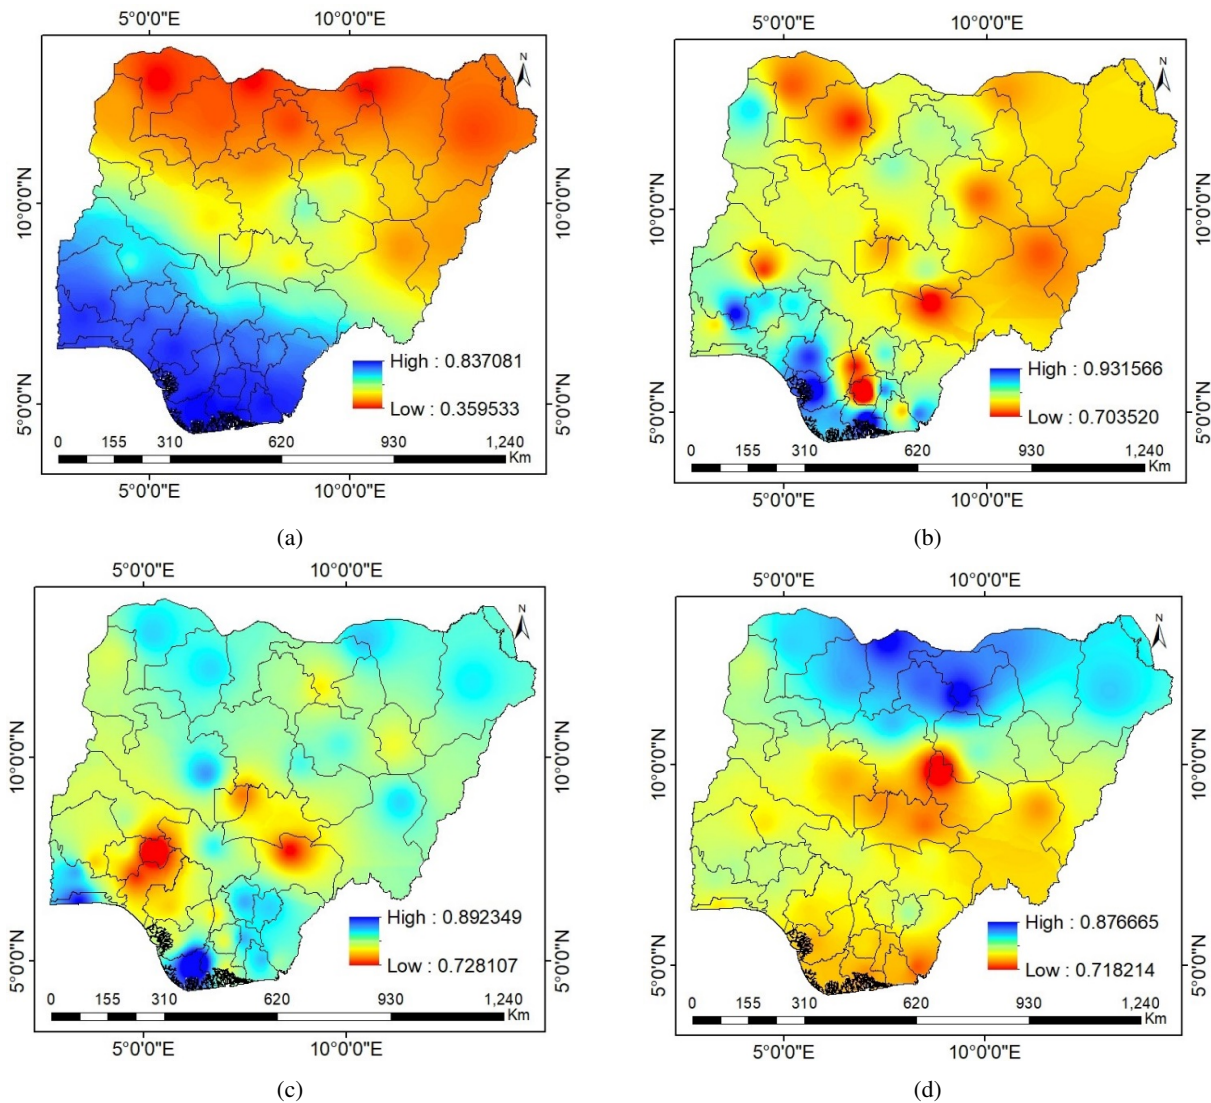 5°0'0"E 10°0'0"E
N
10°0'0"N 10°0'0"N
5°0'0"N 5°0'0"N
High : 0.837081
Low : 0.359533
0 155 310 620 930 1,240
Km
5°0'0"E 10°0'0"E
(a)
5°0'0"E 10°0'0"E
N
10°0'0"N 10°0'0"N
5°0'0"N 5°0'0"N
High : 0.931566
Low : 0.703520
0 155 310 620 930 1,240
Km
5°0'0"E 10°0'0"E
(b)
5°0'0"E 10°0'0"E
N
10°0'0"N 10°0'0"N
5°0'0"N 5°0'0"N
High : 0.892349
Low : 0.728107
0 155 310 620 930 1,240
Km
5°0'0"E 10°0'0"E
(c)
5°0'0"E 10°0'0"E
N
10°0'0"N 10°0'0"N
5°0'0"N 5°0'0"N
High : 0.876665
Low : 0.718214
0 155 310 620 930 1,240
Km
5°0'0"E 10°0'0"E
(d)